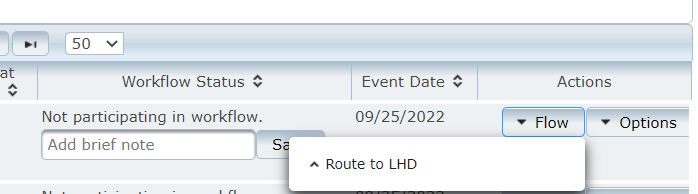 50
at Workflow Status Event Date Actions
Not participating in workflow. 09/25/2022 Flow Options
Add brief note
Route to LHD